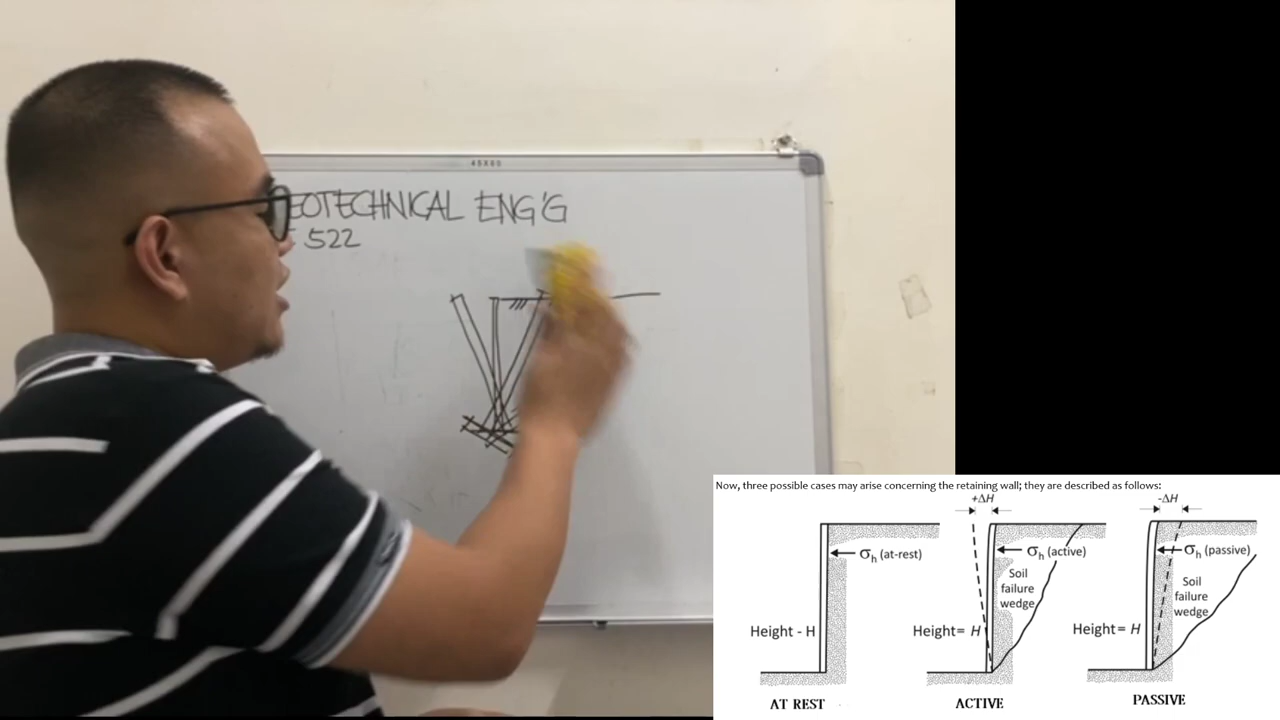 45X60
EOTECHNICAL ENG'G
522
Now, three possible cases may arise concerning the retaining wall; they are described as follows:
+ΔH
-ΔH
σh (at-rest)
σh (active)
σh (passive)
Soil
failure
wedge
Soil
failure
wedge
Height - H
Height= H
Height= H
AT REST
ACTIVE
PASSIVE